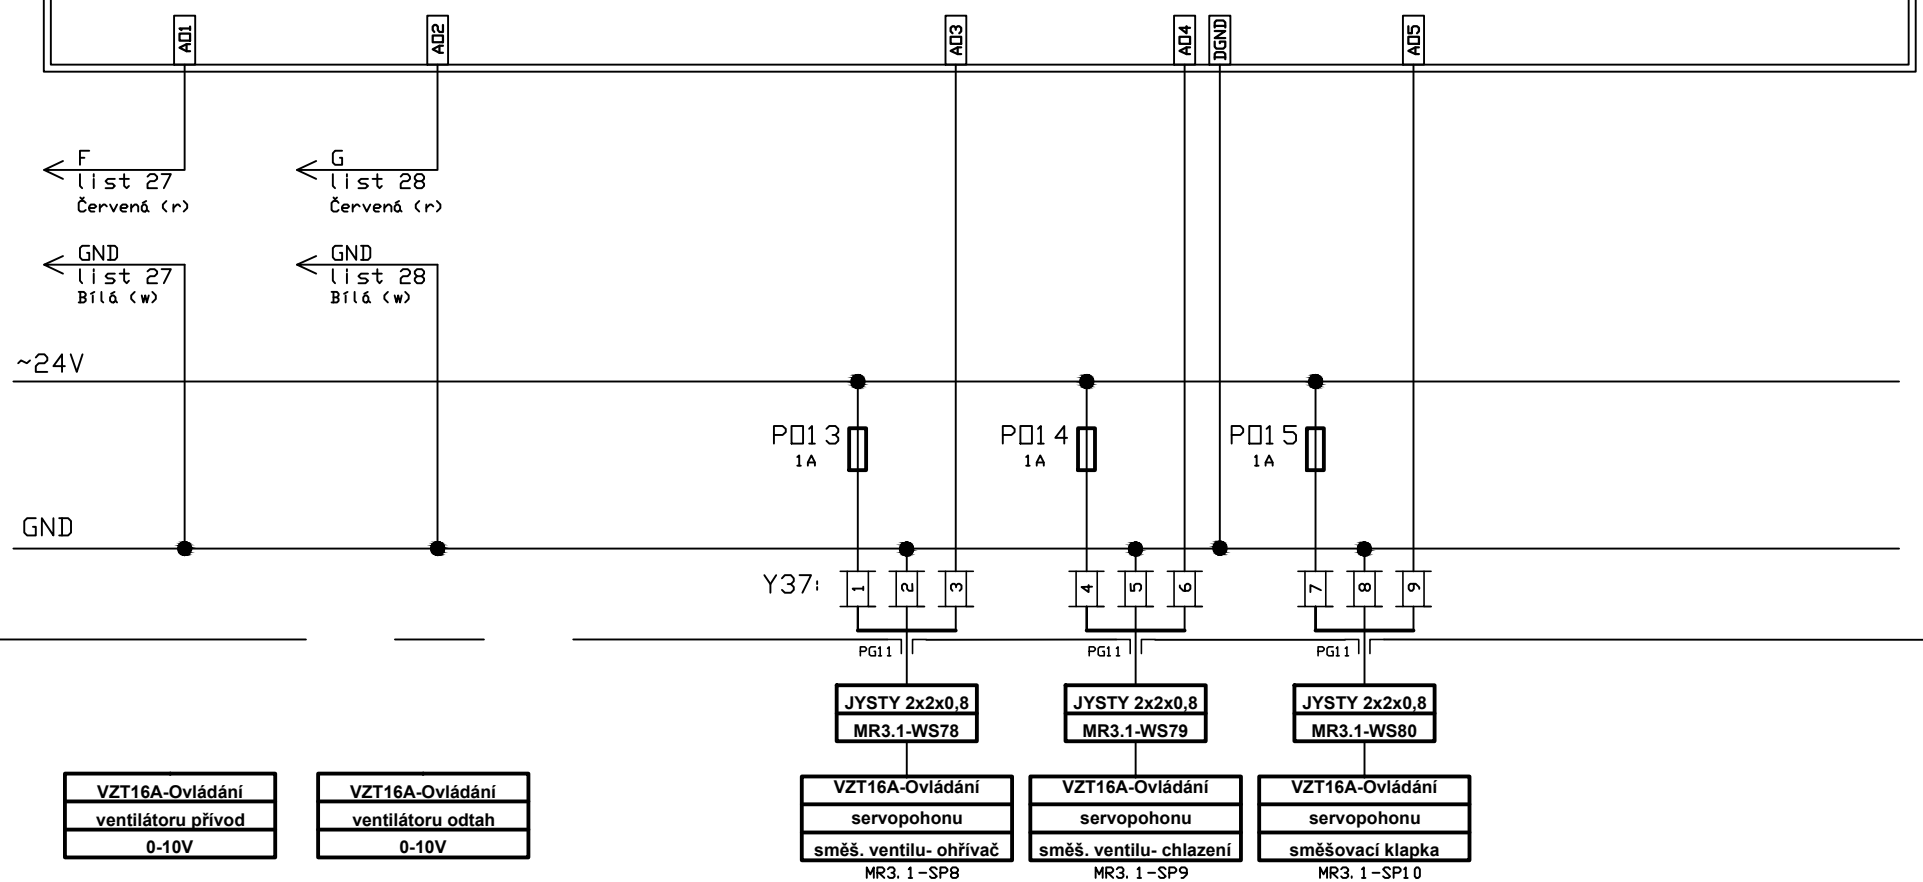 AO1
AO2
AO3
AO4
DGND
AO5
F
list 27
Červená (r)
G
list 28
Červená (r)
GND
list 27
Bílá (w)
GND
list 28
Bílá (w)
~24V
PO13
1A
PO14
1A
PO15
1A
GND
Y37:
1
2
3
4
5
6
7
8
9
PG11
PG11
PG11
JYSTY 2x2x0,8
MR3.1-WS78
JYSTY 2x2x0,8
MR3.1-WS79
JYSTY 2x2x0,8
MR3.1-WS80
VZT16A-Ovládání
ventilátoru přívod
0-10V
VZT16A-Ovládání
ventilátoru odtah
0-10V
VZT16A-Ovládání
servopohonu
směš. ventilu- ohřívač
MR3.1-SP8
VZT16A-Ovládání
servopohonu
směš. ventilu- chlazení
MR3.1-SP9
VZT16A-Ovládání
servopohonu
směšovací klapka
MR3.1-SP10